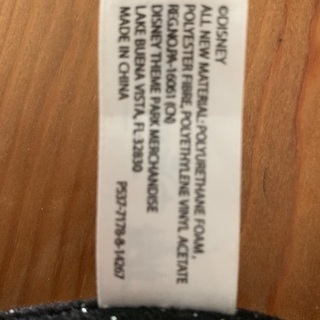 ©DISNEY
ALL NEW MATERIAL: POLYURETHANE FOAM,
POLYESTER FIBRE, POLYETHYLENE VINYL ACETATE
REG.NO.PA-16061 (CN)
DISNEY THEME PARK MERCHANDISE
LAKE BUENA VISTA, FL 32830
MADE IN CHINA P537-7178-8-14267